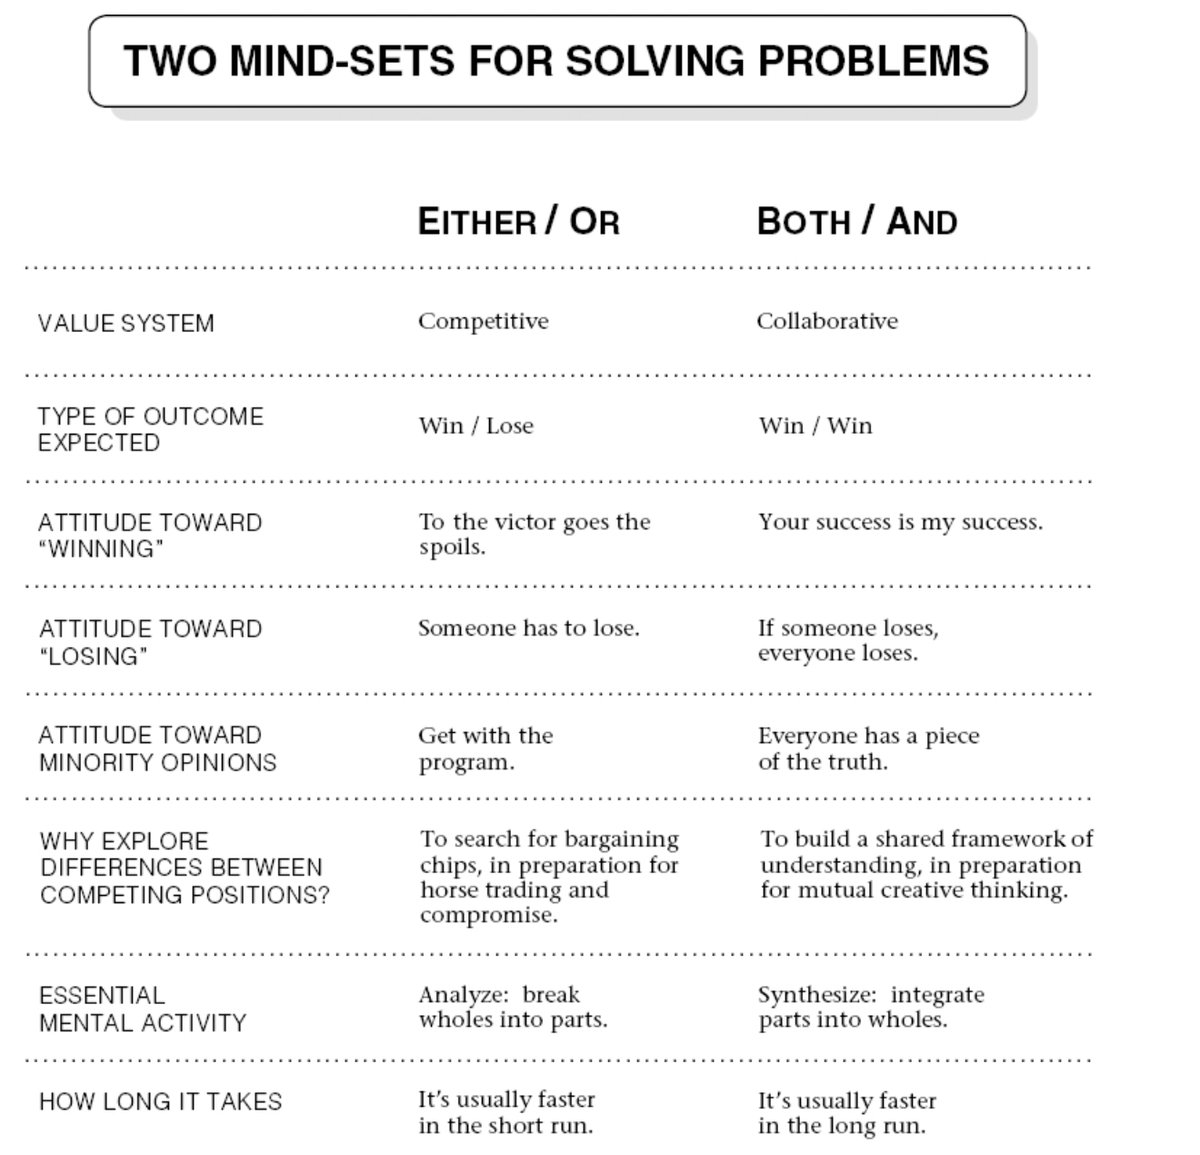 TWO MIND-SETS FOR SOLVING PROBLEMS
EITHER / OR BOTH / AND
VALUE SYSTEM Competitive Collaborative
TYPE OF OUTCOME
EXPECTED
Win / Lose
Win / Win
ATTITUDE TOWARD
“WINNING”
To the victor goes the
spoils.
Your success is my success.
ATTITUDE TOWARD
“LOSING”
Someone has to lose.
If someone loses,
everyone loses.
ATTITUDE TOWARD
MINORITY OPINIONS
Get with the
program.
Everyone has a piece
of the truth.
WHY EXPLORE
DIFFERENCES BETWEEN
COMPETING POSITIONS?
To search for bargaining
chips, in preparation for
horse trading and
compromise.
To build a shared framework of
understanding, in preparation
for mutual creative thinking.
ESSENTIAL
MENTAL ACTIVITY
Analyze: break
wholes into parts.
Synthesize: integrate
parts into wholes.
HOW LONG IT TAKES
It’s usually faster
in the short run.
It’s usually faster
in the long run.